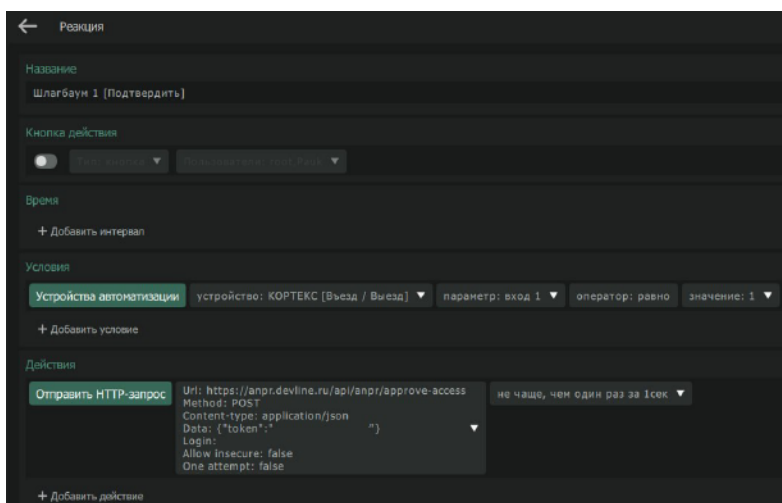 Реакция
Название
Шлагбаум 1 [Подтвердить]
Кнопка действия
Тип: кнопка
Время
+ Добавить интервал
Условия
Устройства автоматизации устройство: КОРТЕКС [Въезд / Выезд] параметр: вход 1 оператор: равно значение: 1
+ Добавить условие
Действия
Отправить HTTP-запрос
Url: https://anpr.devline.ru/api/anpr/approve-access
Method: POST
Content-type: application/json
Data: {"token":" "}
Login:
Allow insecure: false
One attempt: false
не чаще, чем один раз за 1сек
+ Добавить действие